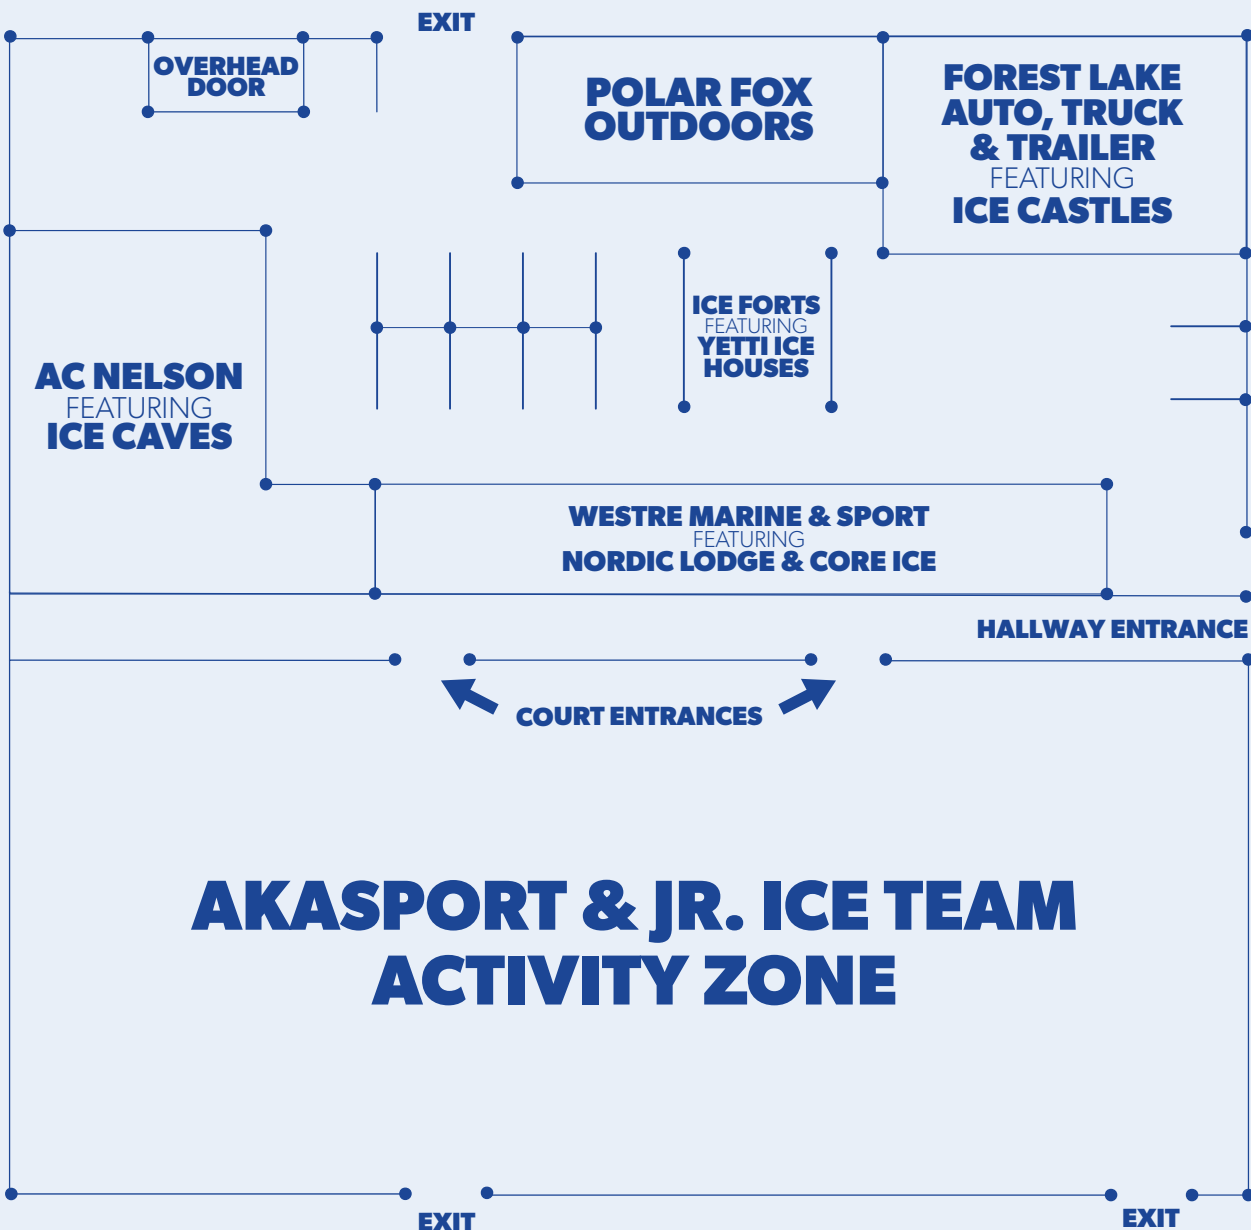 EXIT
OVERHEAD
DOOR
POLAR FOX
OUTDOORS
FOREST LAKE
AUTO, TRUCK
& TRAILER
FEATURING
ICE CASTLES
ICE FORTS
FEATURING
YETTI ICE
HOUSES
AC NELSON
FEATURING
ICE CAVES
WESTRE MARINE & SPORT
FEATURING
NORDIC LODGE & CORE ICE
HALLWAY ENTRANCE
COURT ENTRANCES
AKASPORT & JR. ICE TEAM
ACTIVITY ZONE
EXIT
EXIT